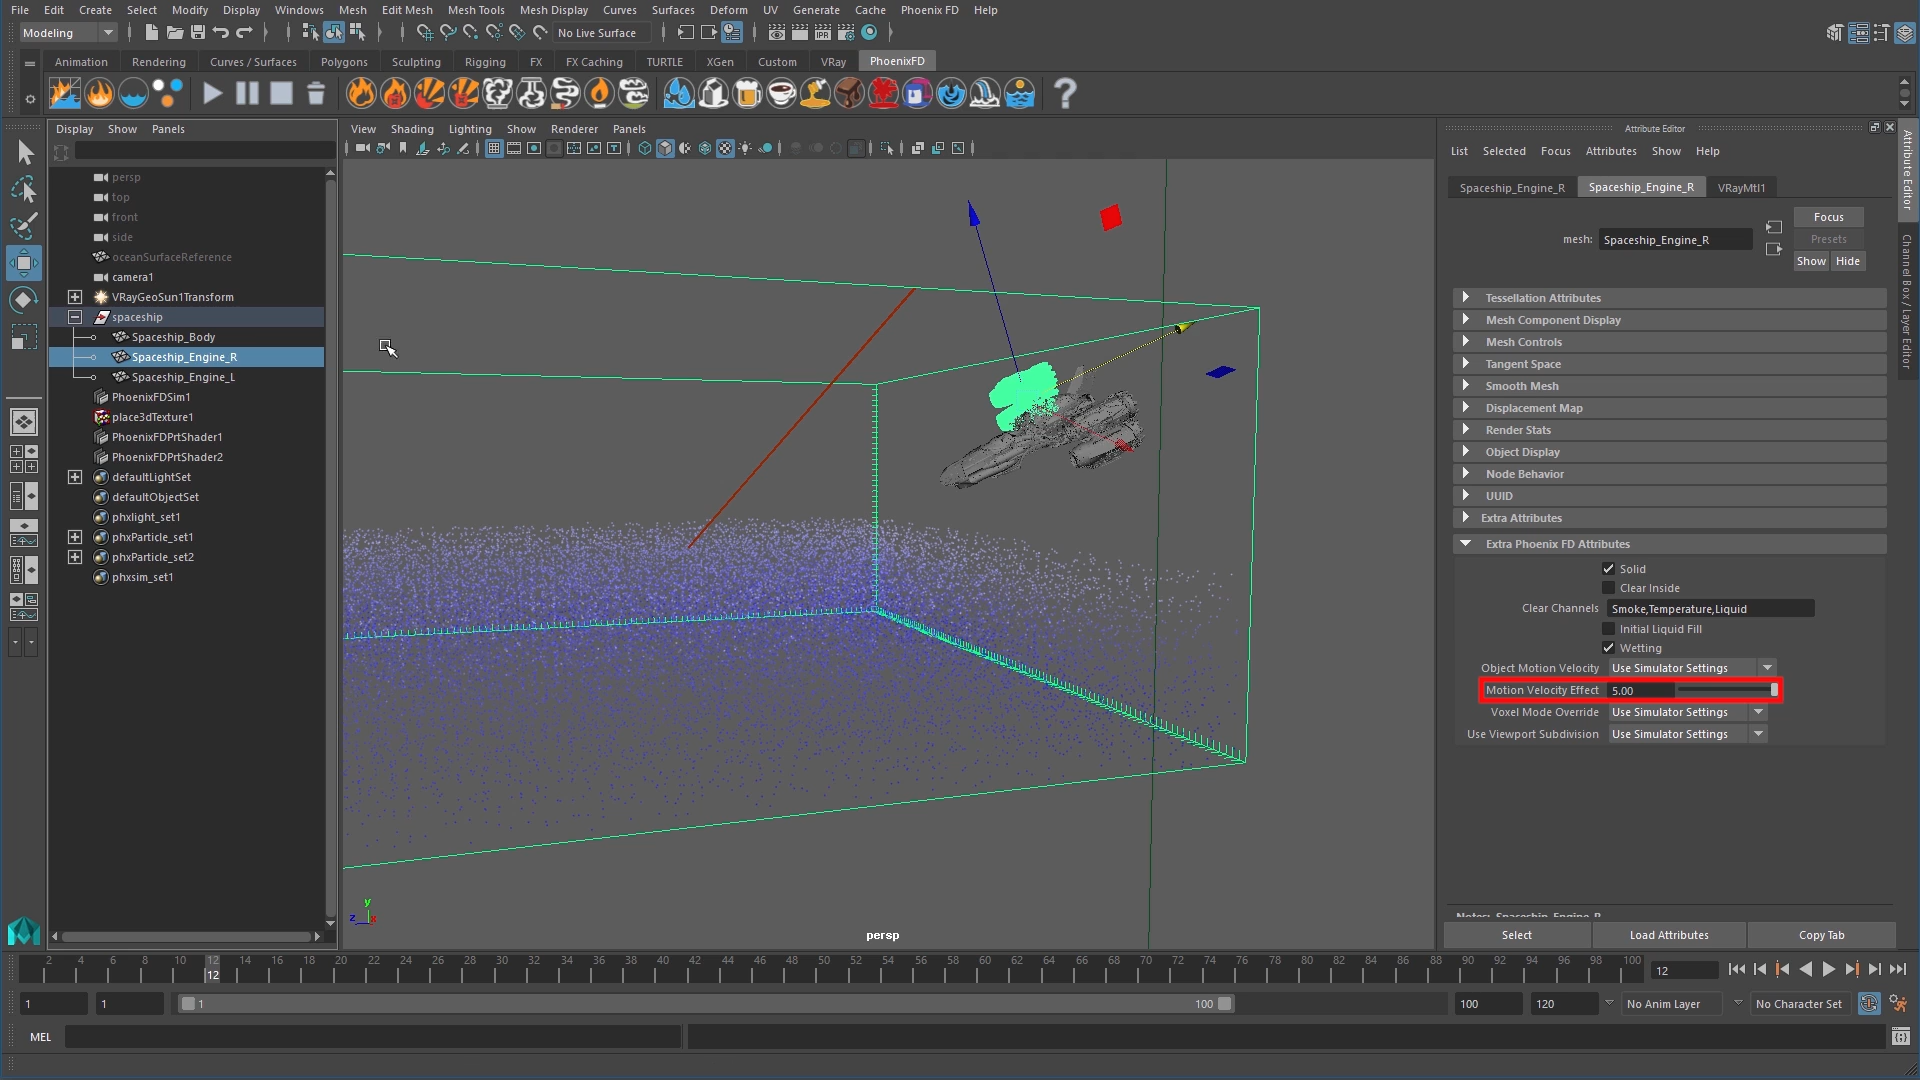 File Edit Create Select Modify Display Windows Mesh Edit Mesh Mesh Tools Mesh Display Curves Surfaces Deform UV Generate Cache Phoenix FD Help
Modeling
No Live Surface
Animation Rendering Curves / Surfaces Polygons Sculpting Rigging FX FX Caching TURTLE XGen Custom VRay PhoenixFD
Display Show Panels
View Shading Lighting Show Renderer Panels
Attribute Editor
List Selected Focus Attributes Show Help
persp
top
front
side
oceanSurfaceReference
camera1
VRayGeoSun1Transform
spaceship
Spaceship_Body
Spaceship_Engine_R
Spaceship_Engine_L
PhoenixFDSim1
place3dTexture1
PhoenixFDPrtShader1
PhoenixFDPrtShader2
defaultLightSet
defaultObjectSet
phxlight_set1
phxParticle_set1
phxParticle_set2
phxsim_set1
y
z x
persp
Spaceship_Engine_R Spaceship_Engine_R VRayMtl1
mesh: Spaceship_Engine_R
Focus
Presets
Show Hide
Tessellation Attributes
Mesh Component Display
Mesh Controls
Tangent Space
Smooth Mesh
Displacement Map
Render Stats
Object Display
Node Behavior
UUID
Extra Attributes
Extra Phoenix FD Attributes
Solid
Clear Inside
Clear Channels Smoke,Temperature,Liquid
Initial Liquid Fill
Wetting
Object Motion Velocity Use Simulator Settings
Motion Velocity Effect 5.00
Voxel Mode Override Use Simulator Settings
Use Viewport Subdivision Use Simulator Settings
Notes: Spaceship_Engine_R
Select Load Attributes Copy Tab
Attribute Editor
Channel Box / Layer Editor
2 4 6 8 10 12 14 16 18 20 22 24 26 28 30 32 34 36 38 40 42 44 46 48 50 52 54 56 58 60 62 64 66 68 70 72 74 76 78 80 82 84 86 88 90 92 94 96 98 100
12
12
1 1 1 100 100 120 No Anim Layer No Character Set
MEL